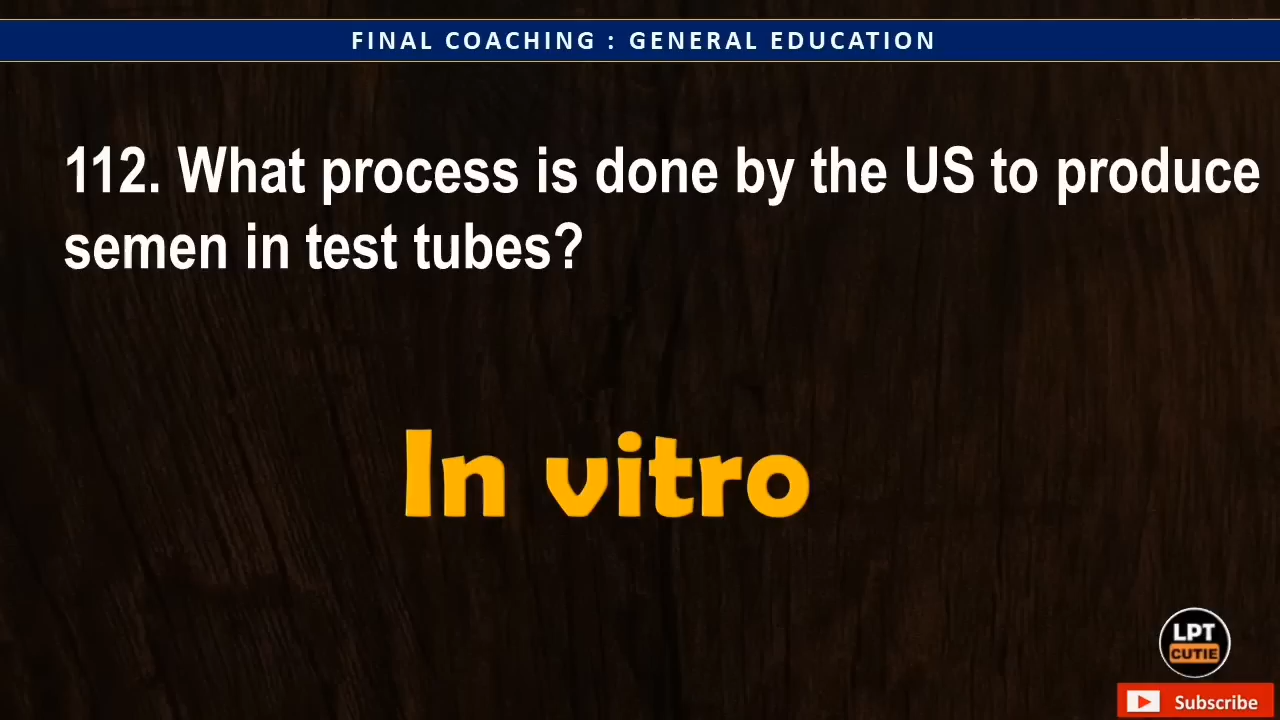 FINAL COACHING : GENERAL EDUCATION
112. What process is done by the US to produce
semen in test tubes?
In vitro
LPT
CUTIE
Subscribe